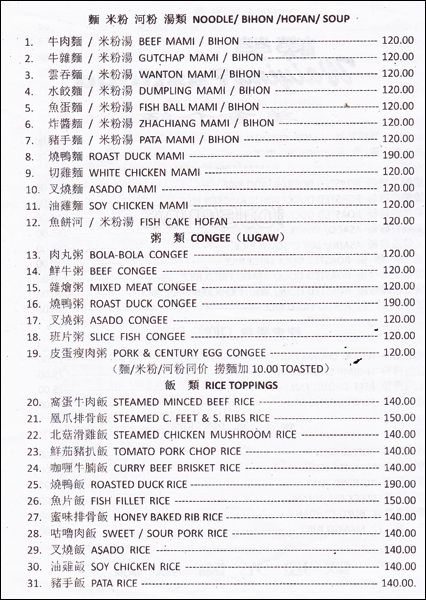 麵 米粉 河粉 湯類 NOODLE/ BIHON /HOFAN/ SOUP
1. 牛肉麵 / 米粉湯 BEEF MAMI / BIHON 120.00
2. 牛雜麵 / 米粉湯 GUTCHAP MAMI / BIHON 120.00
3. 雲吞麵 / 米粉湯 WANTON MAMI / BIHON 120.00
4. 水餃麵 / 米粉湯 DUMPLING MAMI / BIHON 120.00
5. 魚蛋麵 / 米粉湯 FISH BALL MAMI / BIHON 120.00
6. 炸醬麵 / 米粉湯 ZHACHIANG MAMI / BIHON 120.00
7. 豬手麵 / 米粉湯 PATA MAMI / BIHON 120.00
8. 燒鴨麵 ROAST DUCK MAMI 190.00
9. 切雞麵 WHITE CHICKEN MAMI 120.00
10. 叉燒麵 ASADO MAMI 120.00
11. 油雞麵 SOY CHICKEN MAMI 120.00
12. 魚餅河 / 米粉湯 FISH CAKE HOFAN 120.00
粥 類 CONGEE (LUGAW)
13. 肉丸粥 BOLA-BOLA CONGEE 120.00
14. 鮮牛粥 BEEF CONGEE 120.00
15. 雜燴粥 MIXED MEAT CONGEE 120.00
16. 燒鴨粥 ROAST DUCK CONGEE 190.00
17. 叉燒粥 ASADO CONGEE 120.00
18. 班片粥 SLICE FISH CONGEE 120.00
19. 皮蛋瘦肉粥 PORK & CENTURY EGG CONGEE 120.00
(麵/米粉/河粉同价 撈麵加 10.00 TOASTED)
飯 類 RICE TOPPINGS
20. 窩蛋牛肉飯 STEAMED MINCED BEEF RICE 140.00
21. 凰爪排骨飯 STEAMED C. FEET & S. RIBS RICE 150.00
22. 北菇滑雞飯 STEAMED CHICKEN MUSHROOM RICE 140.00
23. 鮮茄豬扒飯 TOMATO PORK CHOP RICE 140.00
24. 咖喱牛腩飯 CURRY BEEF BRISKET RICE 140.00
25. 燒鴨飯 ROASTED DUCK RICE 190.00
26. 魚片飯 FISH FILLET RICE 150.00
27. 蜜味排骨飯 HONEY BAKED RIB RICE 140.00
28. 咕嚕肉飯 SWEET / SOUR PORK RICE 140.00
29. 叉燒飯 ASADO RICE 140.00
30. 油雞飯 SOY CHICKEN RICE 140.00
31. 豬手飯 PATA RICE 140.00.